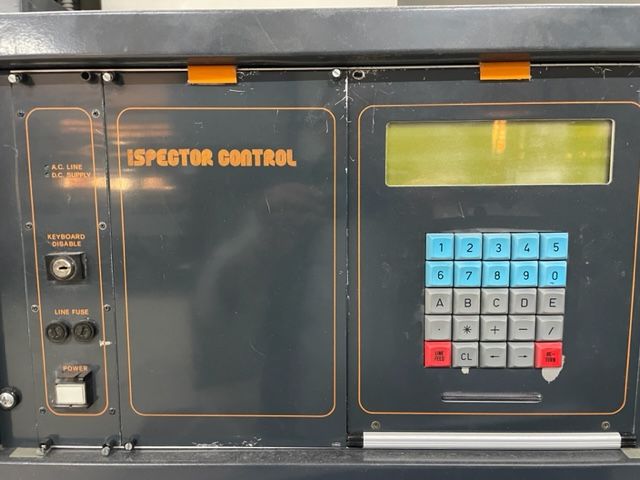 iSPECTOR CONTROL
A.C. LINE
D.C. SUPPLY
KEYBOARD
DISABLE
LINE FUSE
POWER
1 2 3 4 5
6 7 8 9 0
A B C D E
. * + - /
LINE
FEED
CL ← →
RE-
TURN